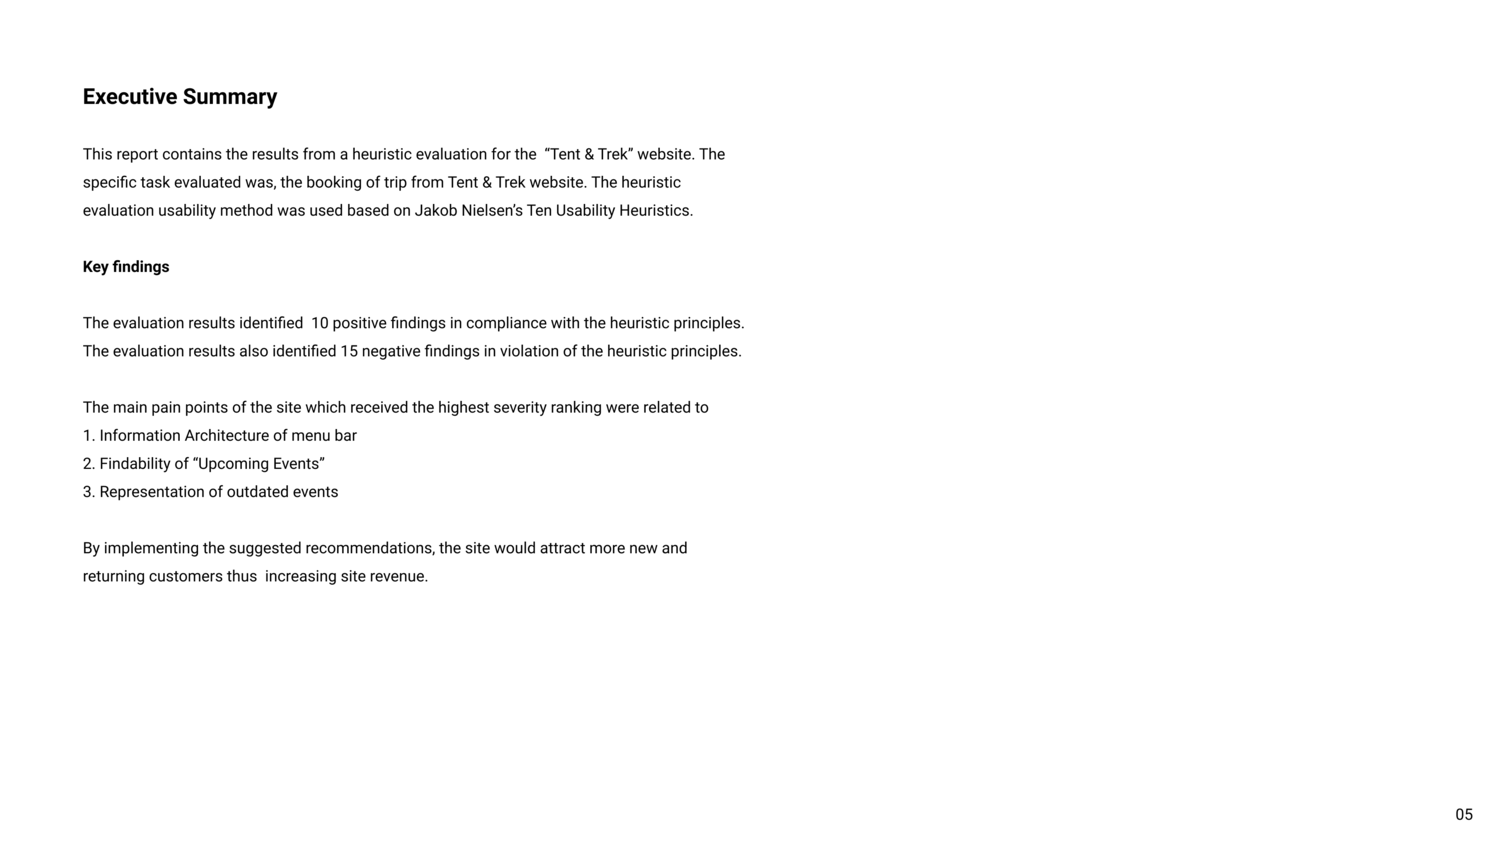 Executive Summary
This report contains the results from a heuristic evaluation for the  “Tent & Trek” website. The
specific task evaluated was, the booking of trip from Tent & Trek website. The heuristic
evaluation usability method was used based on Jakob Nielsen’s Ten Usability Heuristics.
Key findings
The evaluation results identified  10 positive findings in compliance with the heuristic principles.
The evaluation results also identified 15 negative findings in violation of the heuristic principles.
The main pain points of the site which received the highest severity ranking were related to
1. Information Architecture of menu bar
2. Findability of “Upcoming Events”
3. Representation of outdated events
By implementing the suggested recommendations, the site would attract more new and
returning customers thus  increasing site revenue.
05